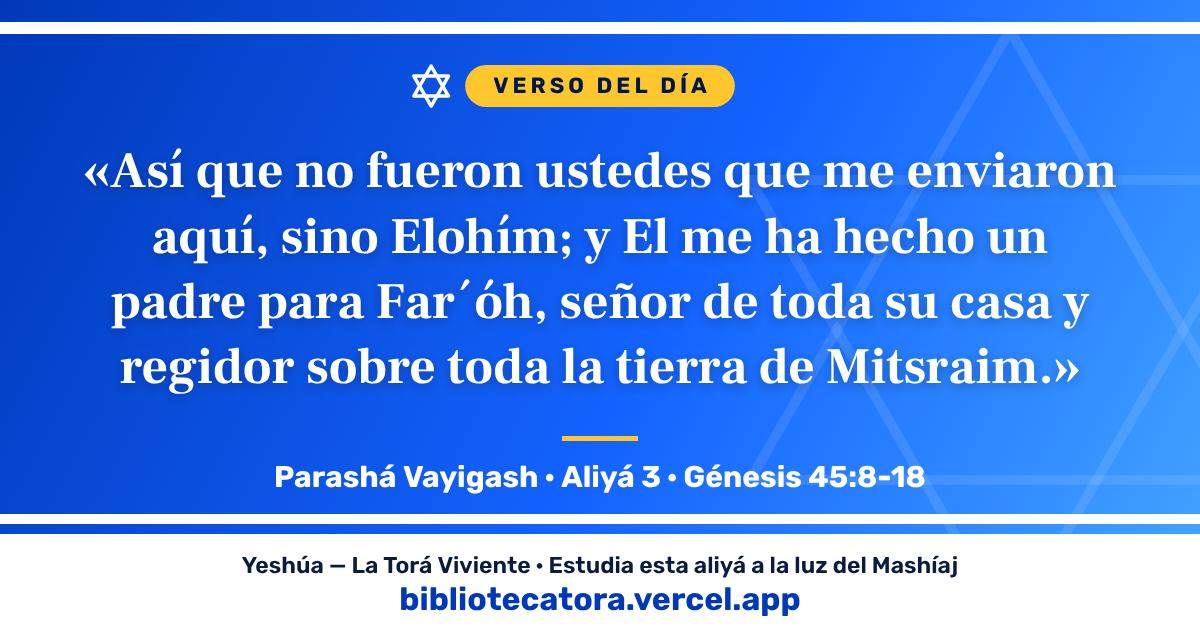 VERSO DEL DÍA
«Así que no fueron ustedes que me enviaron
aquí, sino Elohím; y El me ha hecho un
padre para Far´óh, señor de toda su casa y
regidor sobre toda la tierra de Mitsraim.»
Parashá Vayigash • Aliyá 3 • Génesis 45:8-18
Yeshúa — La Torá Viviente • Estudia esta aliyá a la luz del Mashíaj
bibliotecatora.vercel.app